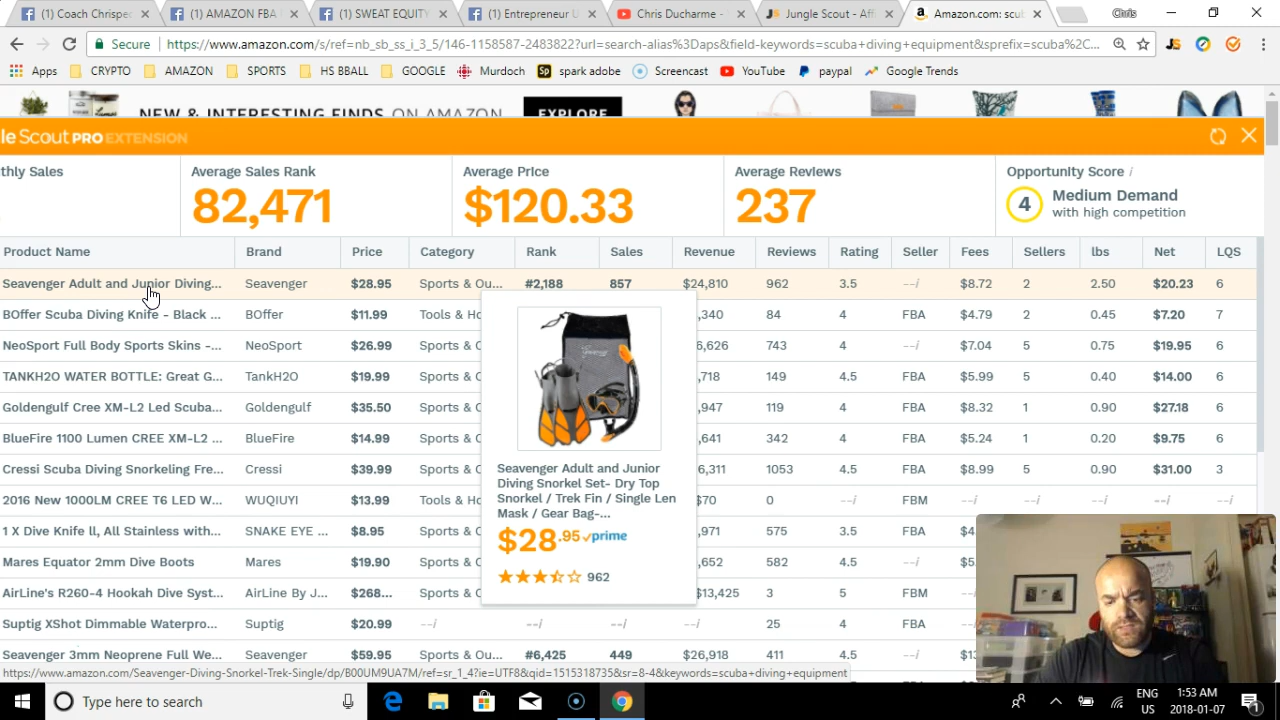 (1) Coach Chrispe
(1) AMAZON FBA
(1) SWEAT EQUITY
(1) Entrepreneur U
Chris Ducharme -
Jungle Scout - Aff
Amazon.com: scu
Chris
Secure
https://www.amazon.com/s/ref=nb_sb_ss_i_3_5/146-1158587-2483822?url=search-alias%3Daps&field-keywords=scuba+diving+equipment&sprefix=scuba%2C...
Apps CRYPTO AMAZON SPORTS HS BBALL GOOGLE Murdoch spark adobe Screencast YouTube paypal Google Trends
NEW & INTERESTING FINDS ON AMAZON EXPLORE
le Scout PRO EXTENSION
thly Sales
Average Sales Rank
82,471
Average Price
$120.33
Average Reviews
237
Opportunity Score i
4 Medium Demand
with high competition
Product Name Brand Price Category Rank Sales Revenue Reviews Rating Seller Fees Sellers lbs Net LQS
Seavenger Adult and Junior Diving... Seavenger $28.95 Sports & Ou... #2,188 857 $24,810 962 3.5 --i $8.72 2 2.50 $20.23 6
BOffer Scuba Diving Knife - Black ... BOffer $11.99 Tools & Ho ,340 84 4 FBA $4.79 2 0.45 $7.20 7
NeoSport Full Body Sports Skins -... NeoSport $26.99 Sports & O 6,626 743 4 --i $7.04 5 0.75 $19.95 6
TANKH2O WATER BOTTLE: Great G... TankH2O $19.99 Sports & O ,718 149 4.5 FBA $5.99 2 0.40 $14.00 6
Goldengulf Cree XM-L2 Led Scuba... Goldengulf $35.50 Sports & O ,947 119 4 FBA $8.32 1 0.90 $27.18 6
BlueFire 1100 Lumen CREE XM-L2 ... BlueFire $14.99 Sports & O ,641 342 4 FBA $5.24 1 0.20 $9.75 6
Cressi Scuba Diving Snorkeling Fre... Cressi $39.99 Sports & O 6,311 1053 4.5 FBA $8.99 5 0.90 $31.00 3
2016 New 1000LM CREE T6 LED W... WUQIUYI $13.99 Tools & Ho $70 0 --i FBM --i --i --i --i --i
1 X Dive Knife ll, All Stainless with... SNAKE EYE ... $8.95 Sports & O ,971 575 3.5 FBA $4
Mares Equator 2mm Dive Boots Mares $19.90 Sports & O ,652 582 4.5 FBA $5
AirLine's R260-4 Hookah Dive Syst... AirLine By J... $268... Sports & O $13,425 3 5 FBM --i
Suptig XShot Dimmable Waterpro... Suptig $20.99 --i --i --i --i 25 4 FBA
Seavenger 3mm Neoprene Full We... Seavenger $59.95 Sports & Ou #6,425 449 $26,918 411 4.5 --i $13
Seavenger Adult and Junior
Diving Snorkel Set- Dry Top
Snorkel / Trek Fin / Single Len
Mask / Gear Bag-...
$28.95 prime
962
https://www.amazon.com/Seavenger-Diving-Snorkel-Trek-Single/dp/B00UM9UA7M/ref=sr_1_4?ie=UTF8&qid=1515318735&sr=8-4&keywords=scuba+diving+equipment
Type here to search
ENG
US
1:53 AM
2018-01-07